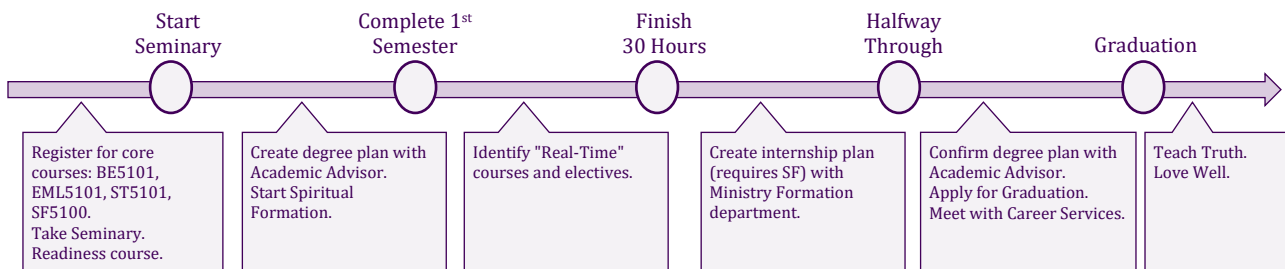 Start
Seminary
Complete 1st
Semester
Finish
30 Hours
Halfway
Through
Graduation
Register for core
courses: BE5101,
EML5101, ST5101,
SF5100.
Take Seminary.
Readiness course.
Create degree plan with
Academic Advisor.
Start Spiritual
Formation.
Identify "Real-Time"
courses and electives.
Create internship plan
(requires SF) with
Ministry Formation
department.
Confirm degree plan with
Academic Advisor.
Apply for Graduation.
Meet with Career Services.
Teach Truth.
Love Well.